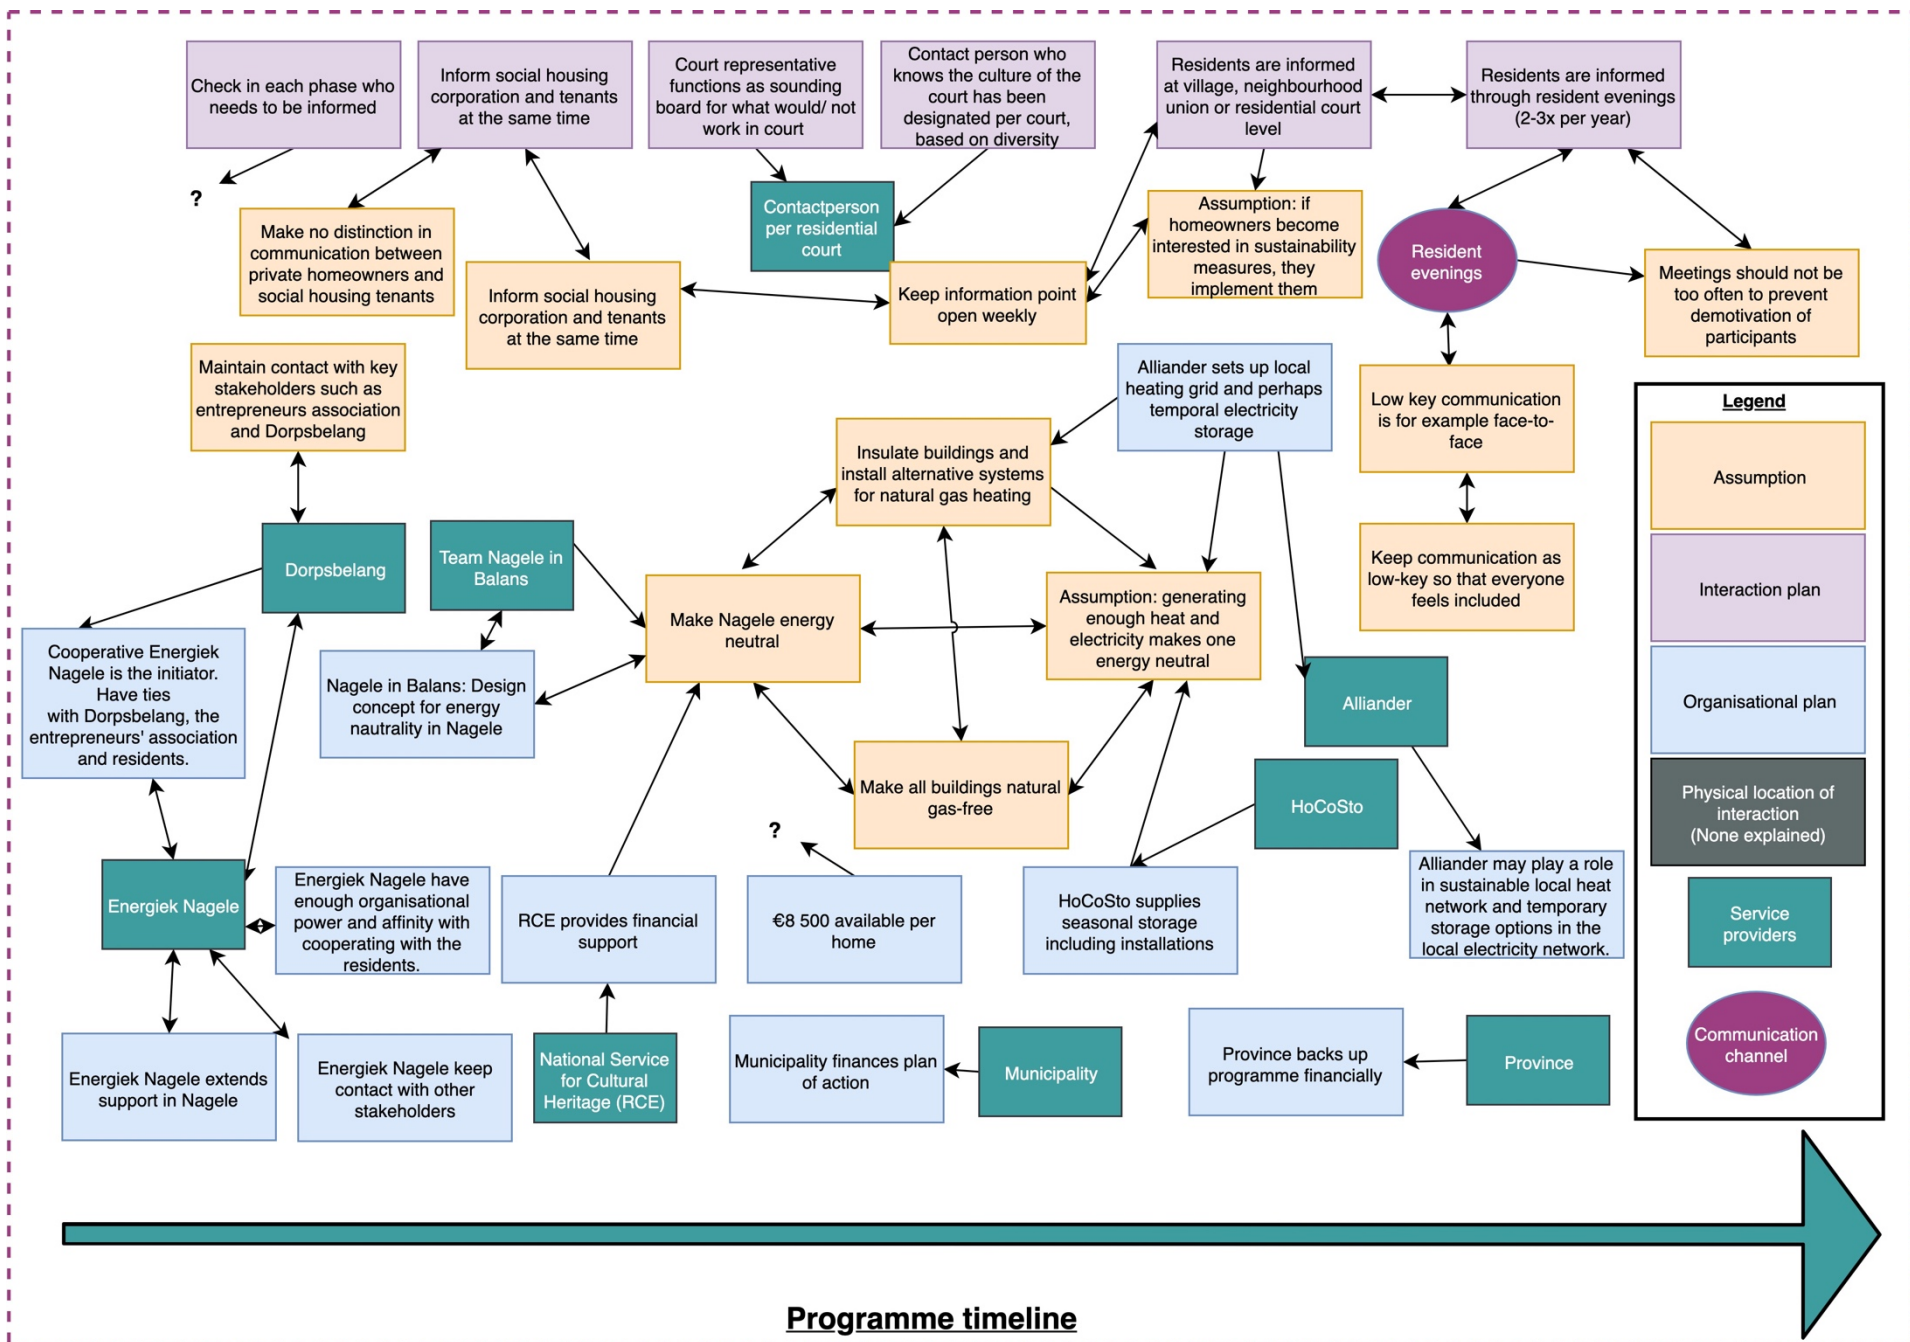 Check in each phase who
needs to be informed
Inform social housing
corporation and tenants
at the same time
Court representative
functions as sounding
board for what would/ not
work in court
Contact person who
knows the culture of the
court has been
designated per court,
based on diversity
Residents are informed
at village, neighbourhood
union or residential court
level
Residents are informed
through resident evenings
(2-3x per year)
?
Make no distinction in
communication between
private homeowners and
social housing tenants
Inform social housing
corporation and tenants
at the same time
Contactperson
per residential
court
Keep information point
open weekly
Assumption: if
homeowners become
interested in sustainability
measures, they
implement them
Resident
evenings
Meetings should not be
too often to prevent
demotivation of
participants
Maintain contact with key
stakeholders such as
entrepreneurs association
and Dorpsbelang
Alliander sets up local
heating grid and perhaps
temporal electricity
storage
Low key communication
is for example face-to-
face
Insulate buildings and
install alternative systems
for natural gas heating
Keep communication as
low-key so that everyone
feels included
Dorpsbelang
Team Nagele in
Balans
Make Nagele energy
neutral
Assumption: generating
enough heat and
electricity makes one
energy neutral
Cooperative Energiek
Nagele is the initiator.
Have ties
with Dorpsbelang, the
entrepreneurs' association
and residents.
Nagele in Balans: Design
concept for energy
nautrality in Nagele
Alliander
Make all buildings natural
gas-free
HoCoSto
?
Energiek Nagele
Energiek Nagele have
enough organisational
power and affinity with
cooperating with the
residents.
RCE provides financial
support
€8 500 available per
home
HoCoSto supplies
seasonal storage
including installations
Alliander may play a role
in sustainable local heat
network and temporary
storage options in the
local electricity network.
Energiek Nagele extends
support in Nagele
Energiek Nagele keep
contact with other
stakeholders
National Service
for Cultural
Heritage (RCE)
Municipality finances plan
of action
Municipality
Province backs up
programme financially
Province
Legend
Assumption
Interaction plan
Organisational plan
Physical location of
interaction
(None explained)
Service
providers
Communication
channel
Programme timeline